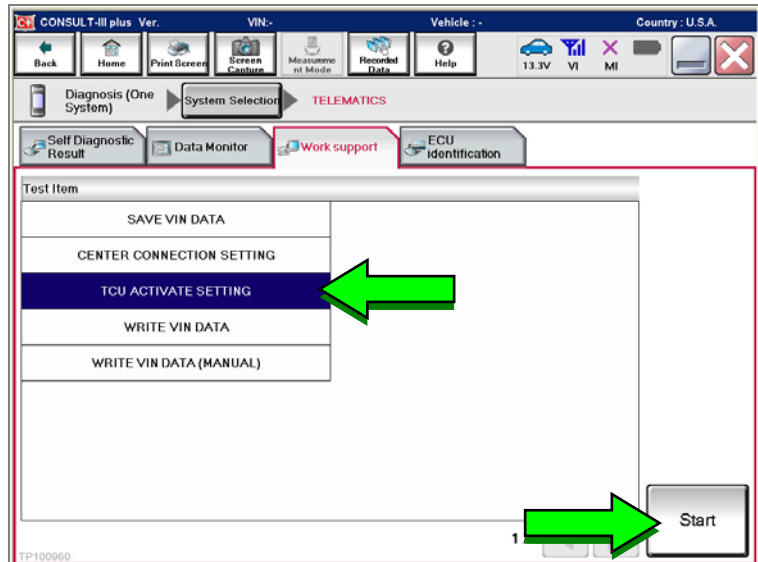 CONSULT-III plus Ver. VIN:- Vehicle : - Country : U.S.A.
Back Home Print Screen Screen Capture Measurement Mode Recorded Data Help 13.3V VI MI
Diagnosis (One System) System Selection TELEMATICS
Self Diagnostic Result Data Monitor Work support ECU identification
Test Item
SAVE VIN DATA
CENTER CONNECTION SETTING
TCU ACTIVATE SETTING
WRITE VIN DATA
WRITE VIN DATA (MANUAL)
Start
1
TP100960